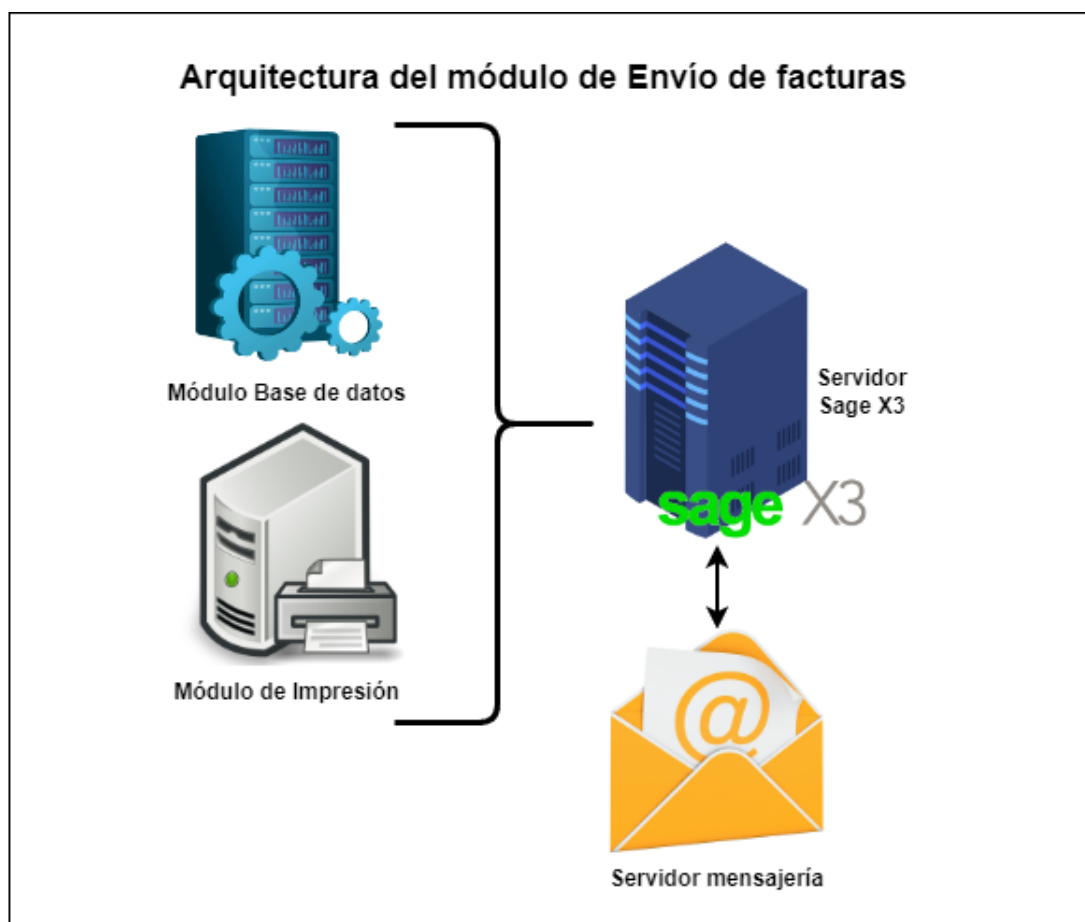 Arquitectura del módulo de Envío de facturas
Módulo Base de datos
Servidor
Sage X3
sage X3
Módulo de Impresión
@
Servidor mensajería